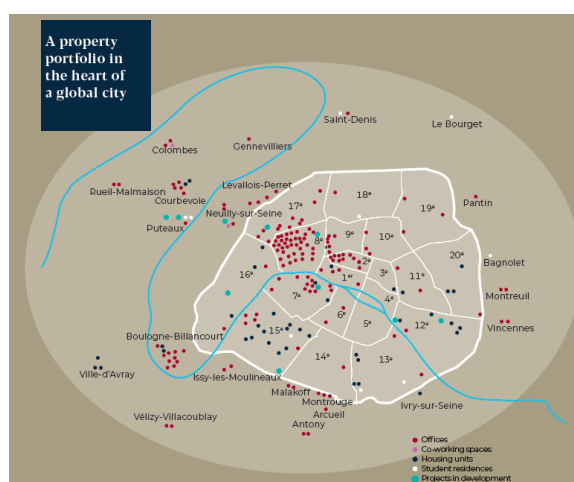 A property
portfolio in
the heart of
a global city
Saint-Denis
Le Bourget
Gennevilliers
Colombes
Rueil-Malmaison
Courbevoie
Levallois-Perret
Neuilly-sur-Seine
Puteaux
Pantin
Bagnolet
Montreuil
Vincennes
17e
18e
19e
8e
9e
10e
2e
3e
1er
11e
20e
16e
7e
4e
6e
5e
12e
15e
14e
13e
Boulogne-Billancourt
Ville-d'Avray
Issy-les-Moulineaux
Malakoff
Montrouge
Arcueil
Ivry-sur-Seine
Vélizy-Villacoublay
Antony
Offices
Co-working spaces
Housing units
Student residences
Projects in development